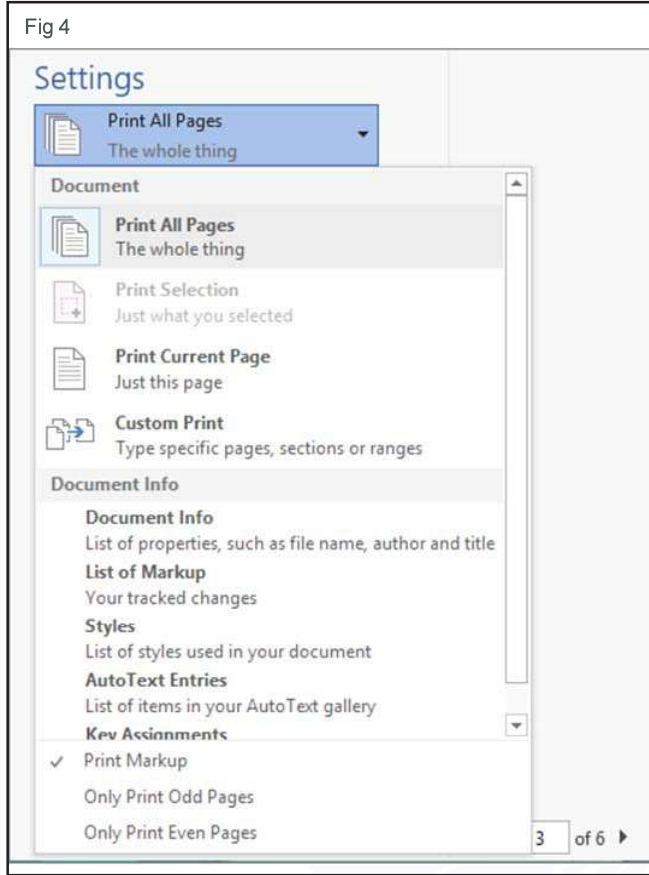 Fig 4
Settings
Print All Pages
The whole thing
Document
Print All Pages
The whole thing
Print Selection
Just what you selected
Print Current Page
Just this page
Custom Print
Type specific pages, sections or ranges
Document Info
Document Info
List of properties, such as file name, author and title
List of Markup
Your tracked changes
Styles
List of styles used in your document
AutoText Entries
List of items in your AutoText gallery
Key Assignments
Print Markup
Only Print Odd Pages
Only Print Even Pages
3 of 6